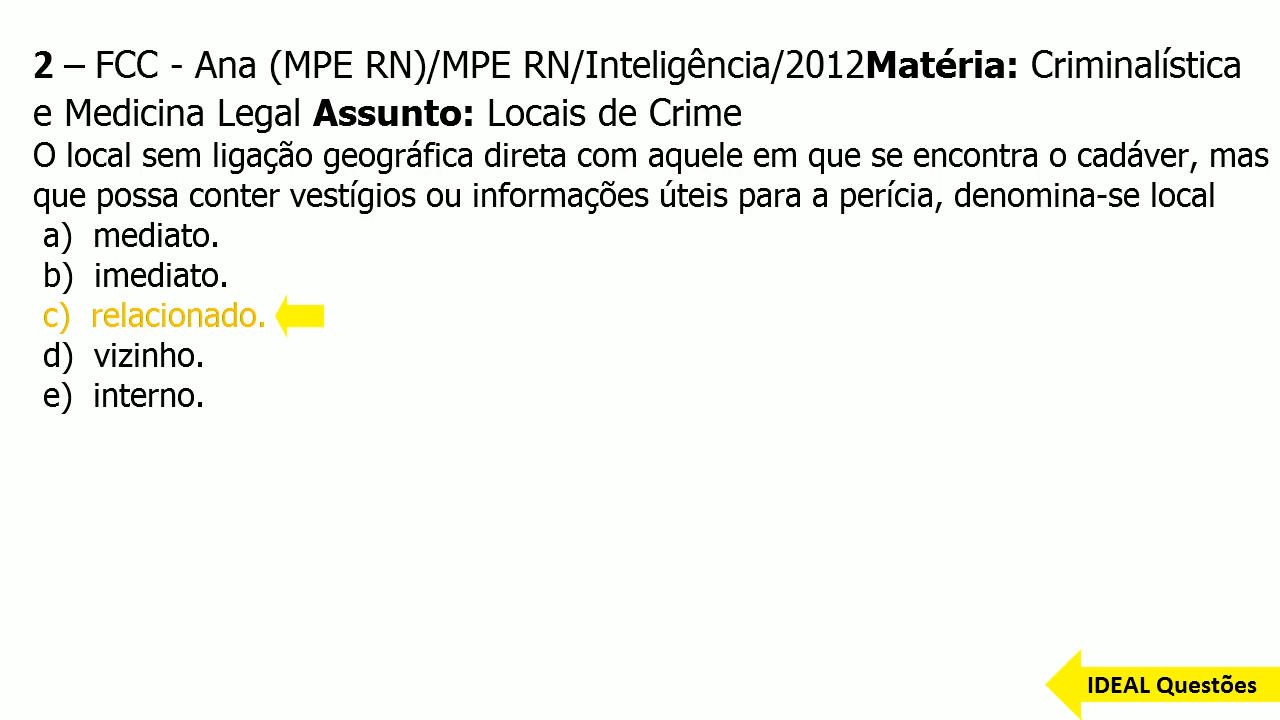 2 – FCC - Ana (MPE RN)/MPE RN/Inteligência/2012Matéria: Criminalística
e Medicina Legal Assunto: Locais de Crime
O local sem ligação geográfica direta com aquele em que se encontra o cadáver, mas
que possa conter vestígios ou informações úteis para a perícia, denomina-se local
a) mediato.
b) imediato.
c) relacionado.
d) vizinho.
e) interno.
IDEAL Questões